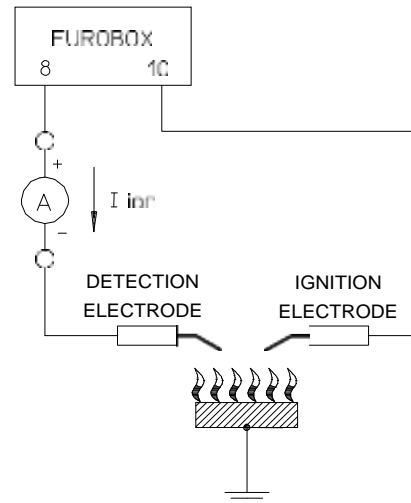 EUROBOX
8 10
+
A I ion
−
DETECTION ELECTRODE
IGNITION ELECTRODE